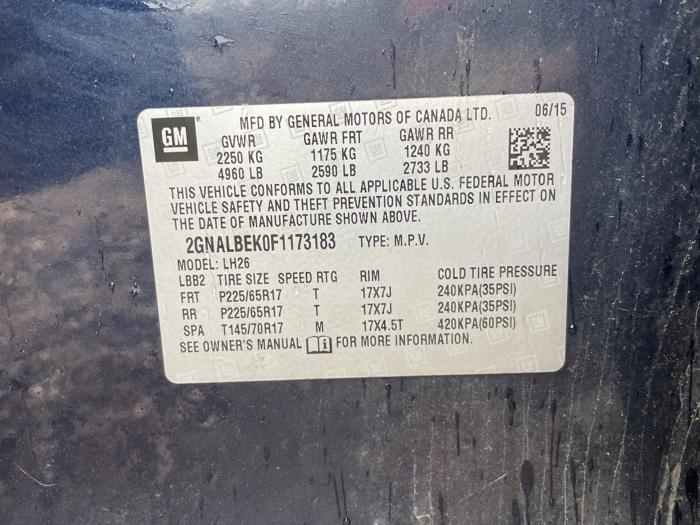 MFD BY GENERAL MOTORS OF CANADA LTD. 06/15
GM GVWR GAWR FRT GAWR RR
2250 KG 1175 KG 1240 KG
4960 LB 2590 LB 2733 LB
THIS VEHICLE CONFORMS TO ALL APPLICABLE U.S. FEDERAL MOTOR
VEHICLE SAFETY AND THEFT PREVENTION STANDARDS IN EFFECT ON
THE DATE OF MANUFACTURE SHOWN ABOVE.
2GNALBEK0F1173183 TYPE: M.P.V.
MODEL: LH26
LBB2 TIRE SIZE SPEED RTG RIM COLD TIRE PRESSURE
FRT P225/65R17 T 17X7J 240KPA(35PSI)
RR P225/65R17 T 17X7J 240KPA(35PSI)
SPA T145/70R17 M 17X4.5T 420KPA(60PSI)
SEE OWNER'S MANUAL FOR MORE INFORMATION.